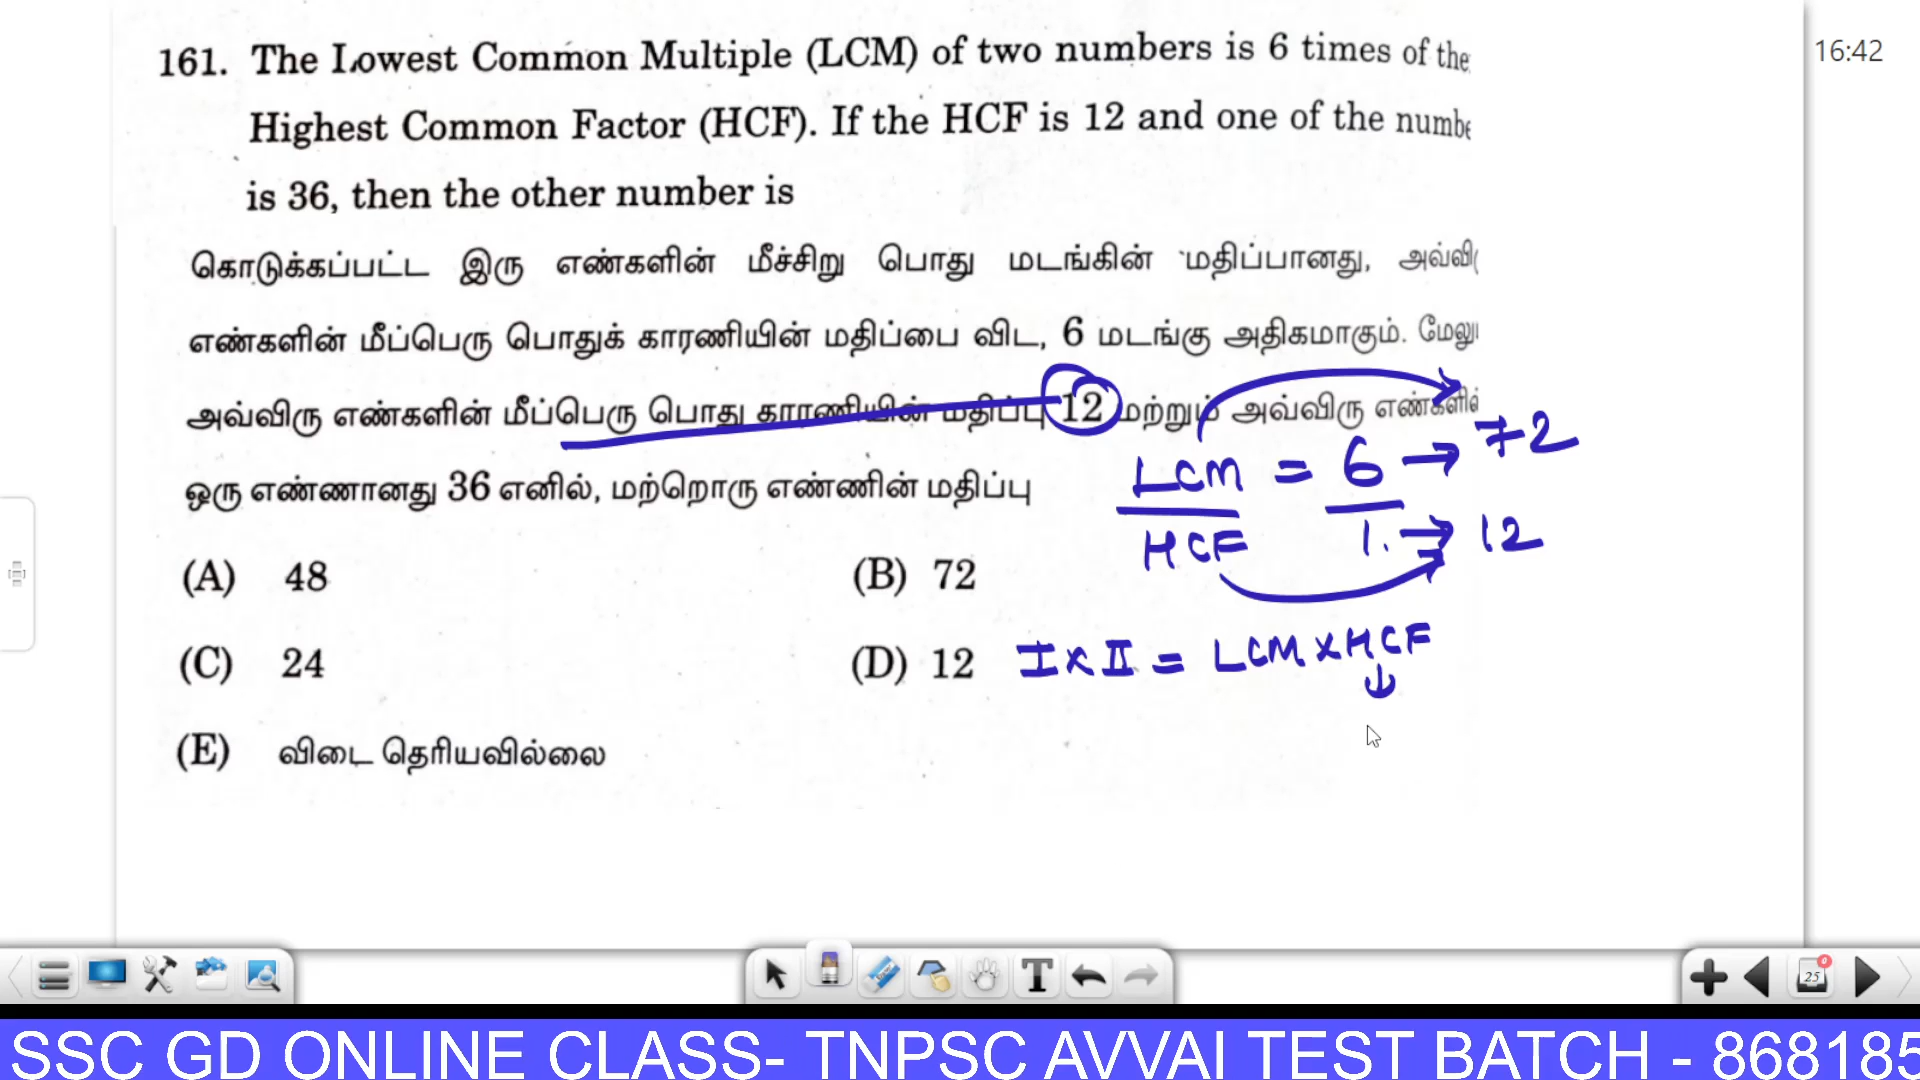 16:42
161. The Lowest Common Multiple (LCM) of two numbers is 6 times of the
Highest Common Factor (HCF). If the HCF is 12 and one of the numbe
is 36, then the other number is
கொடுக்கப்பட்ட இரு எண்களின் மீச்சிறு பொது மடங்கின் மதிப்பானது, அவ்விரு
எண்களின் மீப்பெரு பொதுக் காரணியின் மதிப்பை விட, 6 மடங்கு அதிகமாகும். மேலு
அவ்விரு எண்களின் மீப்பெரு பொது காரணியின் மதிப்பு 12 மற்றும் அவ்விரு எண்களில்
ஒரு எண்ணானது 36 எனில், மற்றொரு எண்ணின் மதிப்பு
LCM = 6 → 72
HCF 1. → 12
(A) 48 (B) 72
(C) 24 (D) 12
I x II = LCM x HCF
(E) விடை தெரியவில்லை
T
25
0
SSC GD ONLINE CLASS- TNPSC AVVAI TEST BATCH - 868185